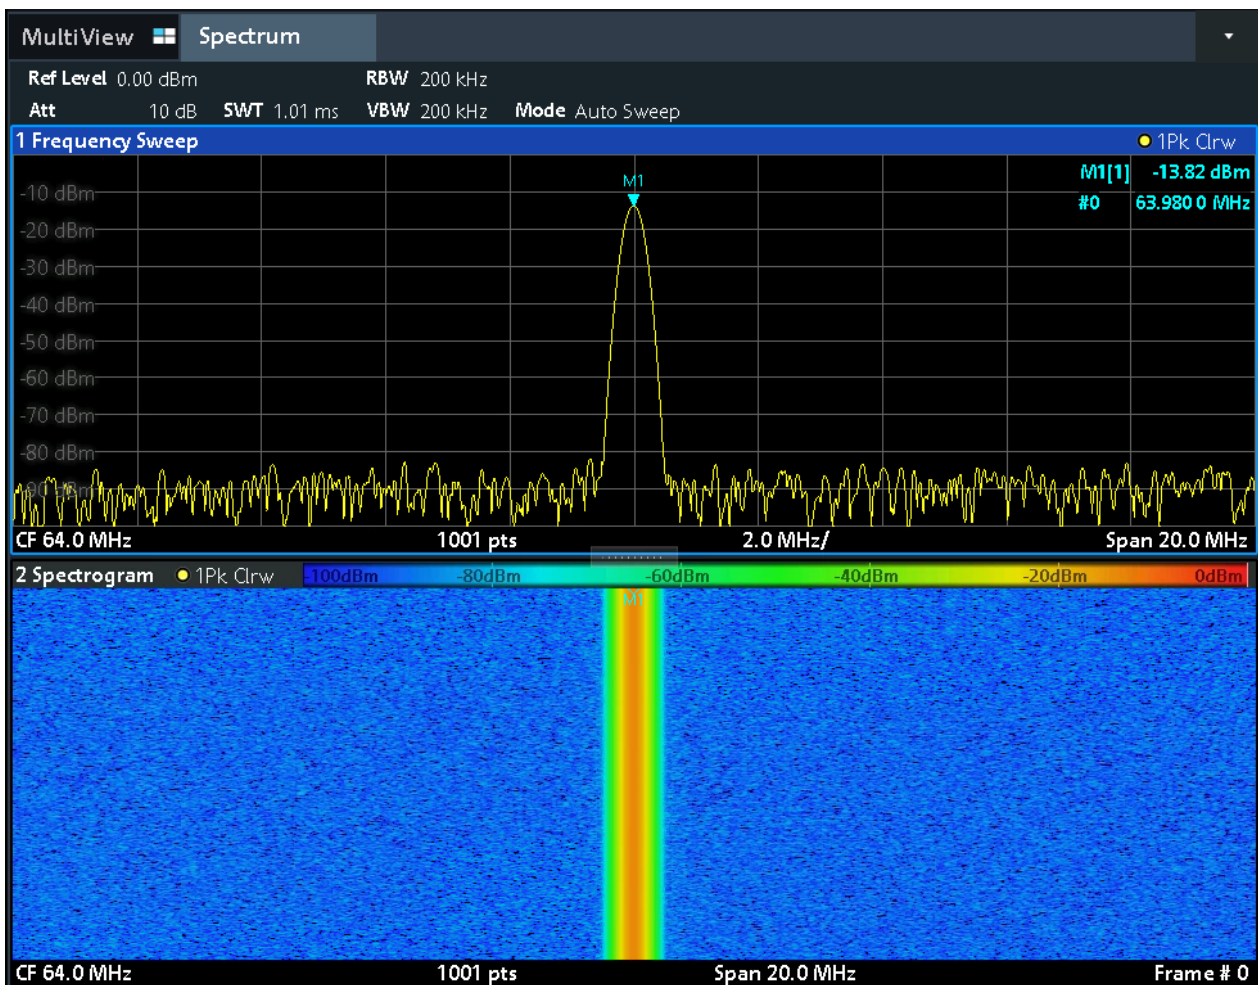 MultiView Spectrum
Ref Level 0.00 dBm RBW 200 kHz
Att 10 dB SWT 1.01 ms VBW 200 kHz Mode Auto Sweep
1 Frequency Sweep 1Pk Clrw
M1[1] -13.82 dBm
M1
-10 dBm
#0 63.980 0 MHz
-20 dBm
-30 dBm
-40 dBm
-50 dBm
-60 dBm
-70 dBm
-80 dBm
-90 dBm
CF 64.0 MHz 1001 pts 2.0 MHz/ Span 20.0 MHz
2 Spectrogram 1Pk Clrw -100dBm -80dBm -60dBm -40dBm -20dBm 0dBm
M1
CF 64.0 MHz 1001 pts Span 20.0 MHz Frame # 0